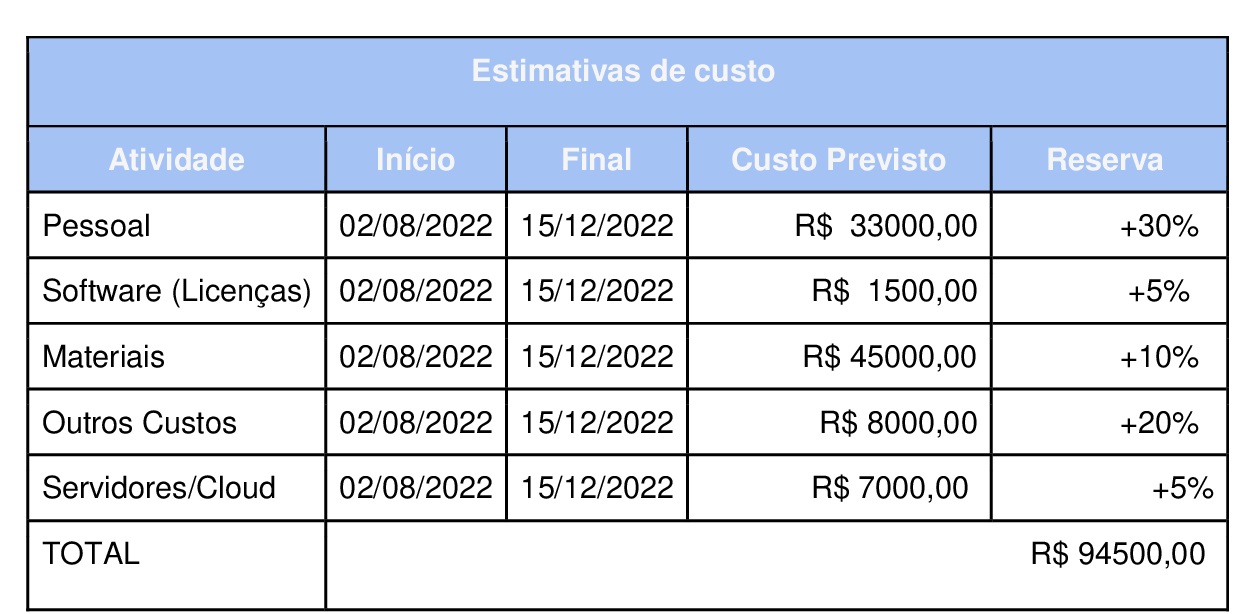 Estimativas de custo
Atividade Início Final Custo Previsto Reserva
Pessoal 02/08/2022 15/12/2022 R$ 33000,00 +30%
Software (Licenças) 02/08/2022 15/12/2022 R$ 1500,00 +5%
Materiais 02/08/2022 15/12/2022 R$ 45000,00 +10%
Outros Custos 02/08/2022 15/12/2022 R$ 8000,00 +20%
Servidores/Cloud 02/08/2022 15/12/2022 R$ 7000,00 +5%
TOTAL R$ 94500,00